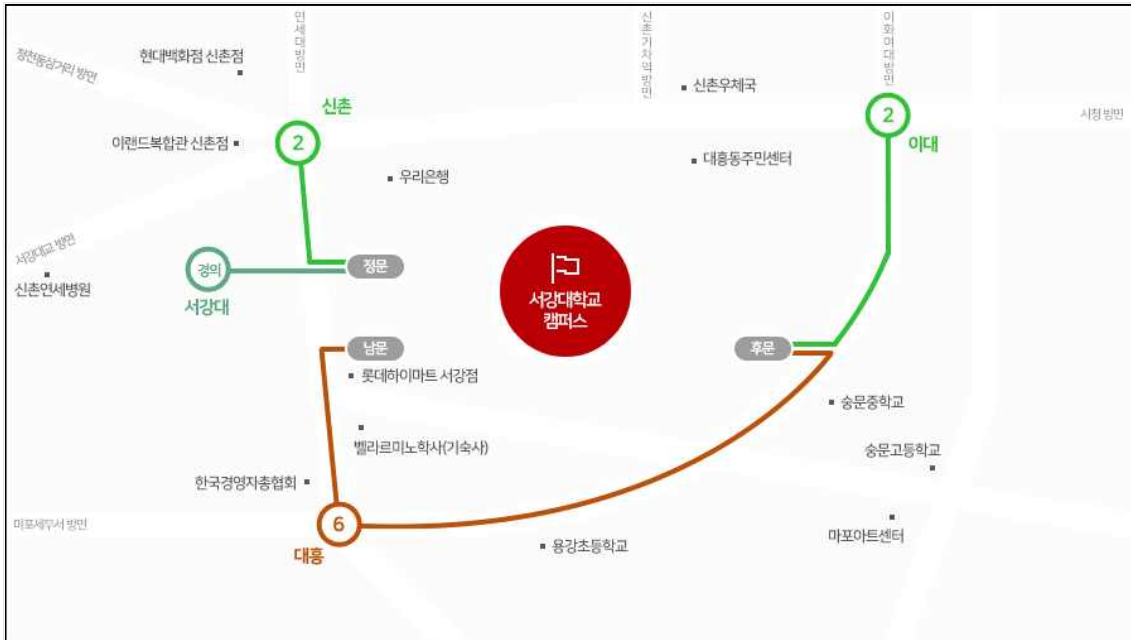 연세대방면
신촌기차역방면
이화여대방면
정천동삼거리 방면
현대백화점 신촌점
신촌우체국
신촌
2
2
시청 방면
이랜드복합관 신촌점
2
이대
대흥동주민센터
우리은행
서강대교 방면
신촌연세병원
경의
서강대
정문
서강대학교
캠퍼스
남문
후문
롯데하이마트 서강점
숭문중학교
벨라르미노학사(기숙사)
숭문고등학교
한국경영자총협회
마포세무서 방면
6
대흥
용강초등학교
마포아트센터